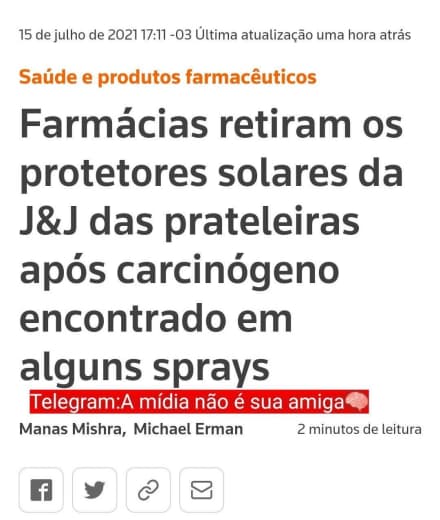 15 de julho de 2021 17:11 -03 Última atualização uma hora atrás
Saúde e produtos farmacêuticos
Farmácias retiram os
protetores solares da
J&J das prateleiras
após carcinógeno
encontrado em
alguns sprays
Telegram:A mídia não é sua amiga🧠
Manas Mishra, Michael Erman 2 minutos de leitura